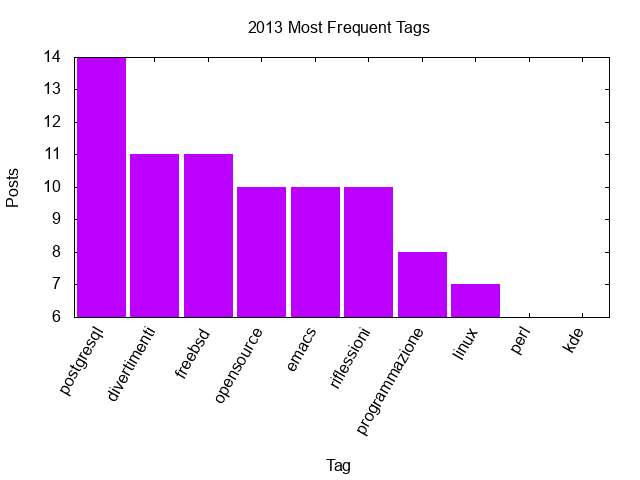 2013 Most Frequent Tags
14
13
12
11
10
9
8
7
6
Posts
postgresql
divertimenti
freebsd
opensource
emacs
riflessioni
programmazione
linux
perl
kde
Tag